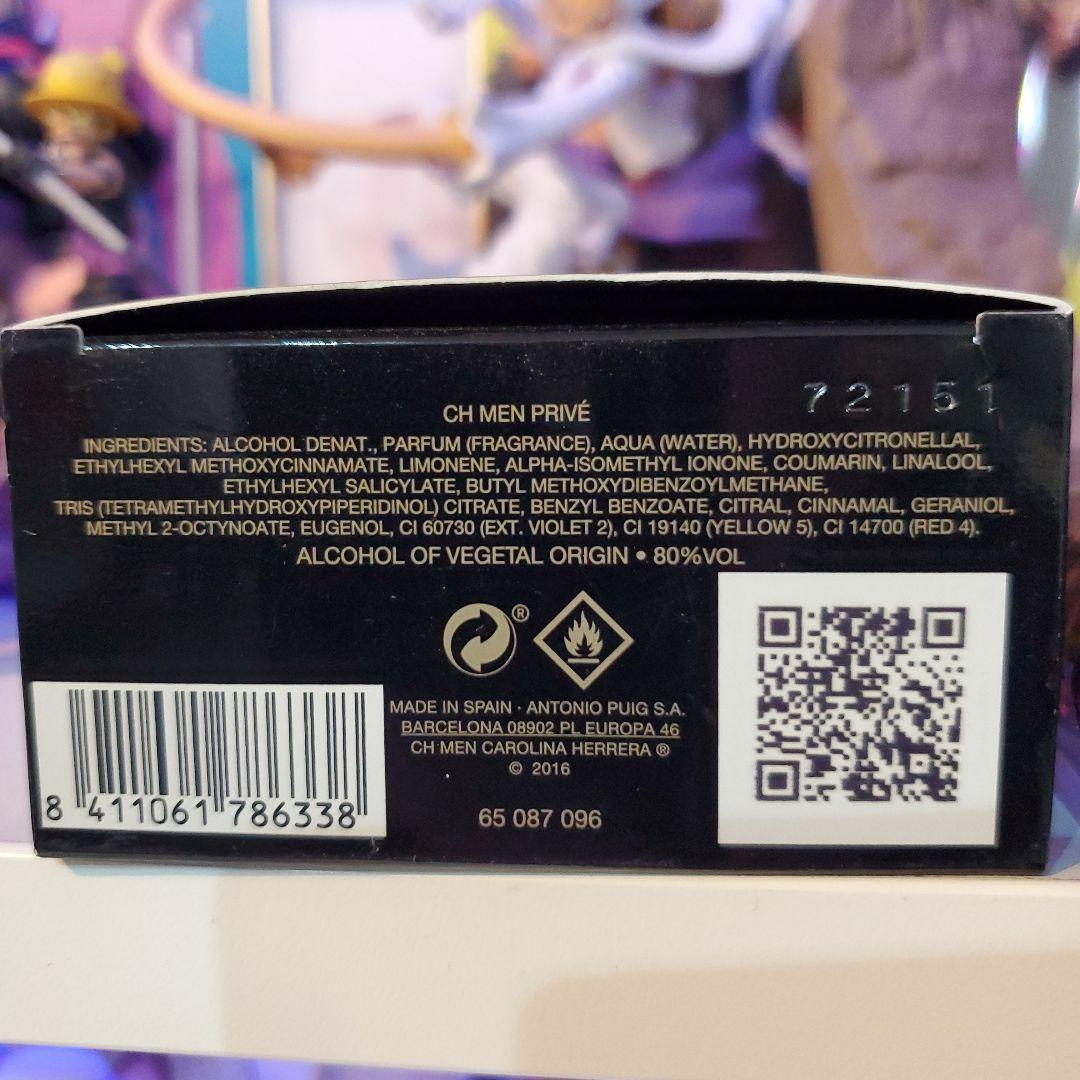 72151
CH MEN PRIVÉ
INGREDIENTS: ALCOHOL DENAT., PARFUM (FRAGRANCE), AQUA (WATER), HYDROXYCITRONELLAL,
ETHYLHEXYL METHOXYCINNAMATE, LIMONENE, ALPHA-ISOMETHYL IONONE, COUMARIN, LINALOOL,
ETHYLHEXYL SALICYLATE, BUTYL METHOXYDIBENZOYLMETHANE,
TRIS (TETRAMETHYLHYDROXYPIPERIDINOL) CITRATE, BENZYL BENZOATE, CITRAL, CINNAMAL, GERANIOL,
METHYL 2-OCTYNOATE, EUGENOL, CI 60730 (EXT. VIOLET 2), CI 19140 (YELLOW 5), CI 14700 (RED 4).
ALCOHOL OF VEGETAL ORIGIN • 80%VOL
®
MADE IN SPAIN · ANTONIO PUIG S.A.
BARCELONA 08902 PL EUROPA 46
CH MEN CAROLINA HERRERA ®
© 2016
65 087 096
8 411061 786338